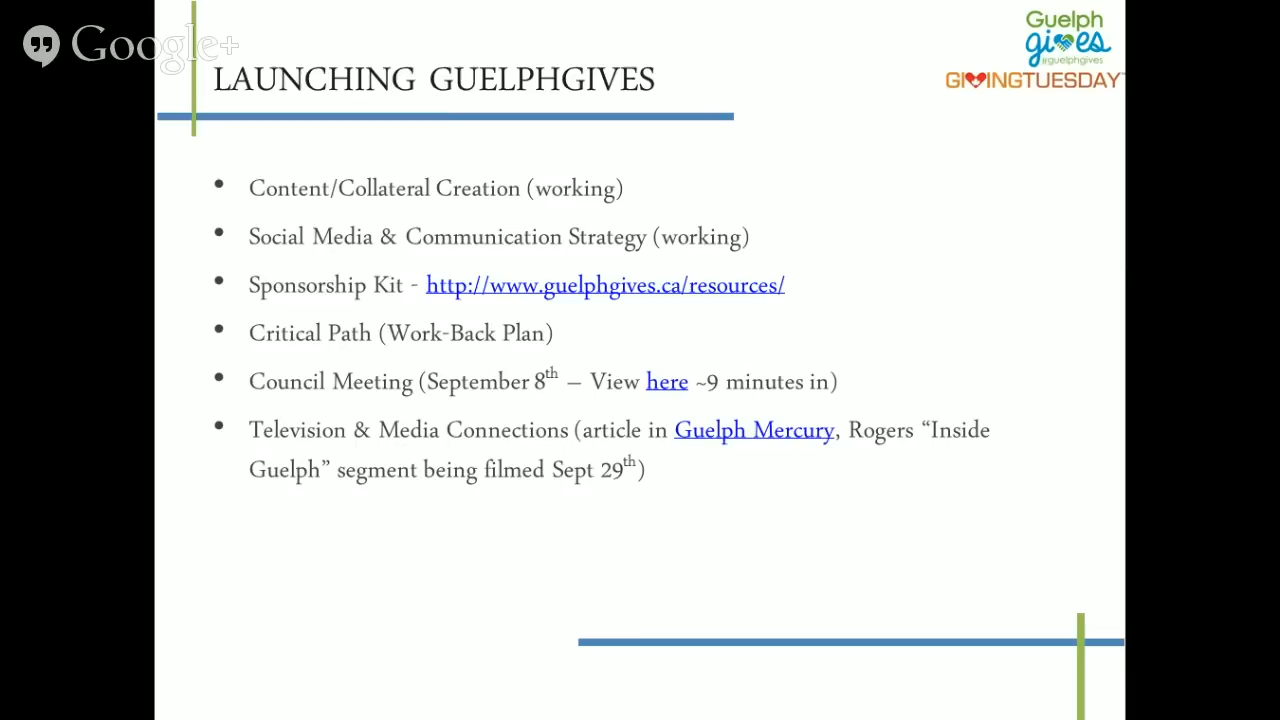 Google+
Guelph
gives
#guelphgives
GIVINGTUESDAY™
LAUNCHING GUELPHGIVES
• Content/Collateral Creation (working)
• Social Media & Communication Strategy (working)
• Sponsorship Kit - http://www.guelphgives.ca/resources/
• Critical Path (Work-Back Plan)
• Council Meeting (September 8th – View here ~9 minutes in)
• Television & Media Connections (article in Guelph Mercury, Rogers “Inside
Guelph” segment being filmed Sept 29th)